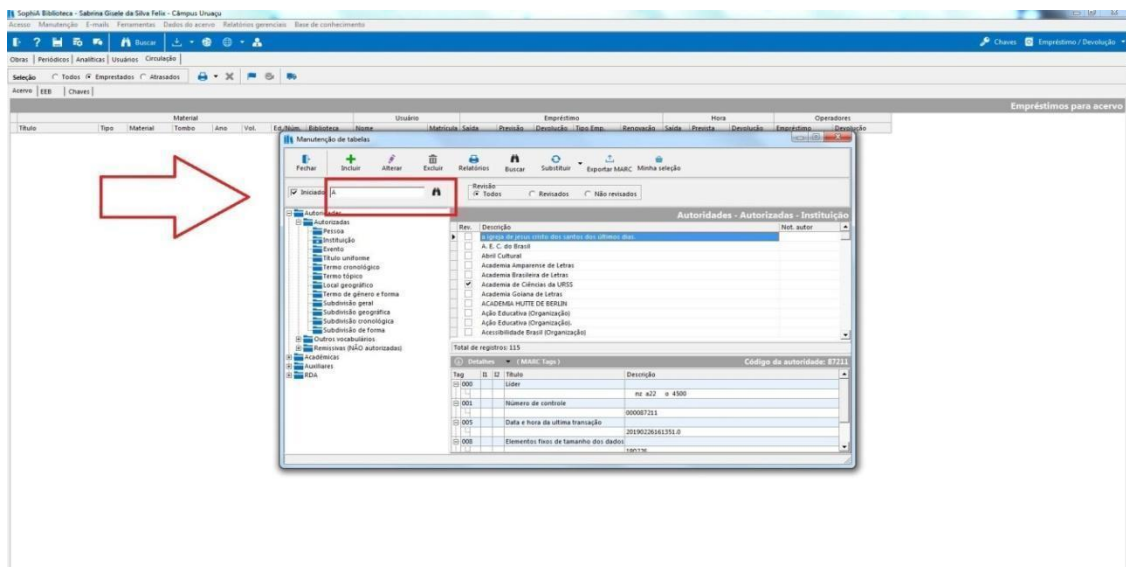 SophiA Biblioteca - Sabrina Gisele da Silva Felix - Câmpus Uruaçu
Acesso Manutenção E-mails Ferramentas Dados do acervo Relatórios gerenciais Base de conhecimento
Buscar Chaves Empréstimo / Devolução
Obras Periódicos Analíticas Usuários Circulação
Seleção Todos Emprestados Atrasados
Acervo EEB Chaves
Empréstimos para acervo
Material Usuário Empréstimo Hora Operadores
Título Tipo Material Tombo Ano Vol. Ed./Núm. Biblioteca Nome Matrícula Saída Previsão Devolução Tipo Emp. Renovação Saída Prevista Devolução Empréstimo Devolução
Manutenção de tabelas
Fechar Incluir Alterar Excluir Relatórios Buscar Substituir Exportar MARC Minha seleção
Iniciado A
Revisão
Todos Revisados Não revisados
Autoridades
Autorizadas
Pessoa
Instituição
Evento
Título uniforme
Termo cronológico
Termo tópico
Local geográfico
Termo de gênero e forma
Subdivisão geral
Subdivisão geográfica
Subdivisão cronológica
Subdivisão de forma
Outros vocabulários
Remissivas (NÃO autorizadas)
Acadêmicas
Auxiliares
RDA
Autoridades - Autorizadas - Instituição
Rev. Descrição Not. autor
a igreja de jesus cristo dos santos dos últimos dias
A. E. C. do Brasil
Abril Cultural
Academia Amparense de Letras
Academia Brasileira de Letras
Academia de Ciências da URSS
Academia Goiana de Letras
ACADEMIA HUTTE DE BERLIN
Ação Educativa (Organização)
Ação Educativa (Organização).
Acessibilidade Brasil (Organização)
Total de registros: 115
Detalhes (MARC Tags) Código da autoridade: 87211
Tag I1 I2 Título Descrição
000 Líder
nz a22 o 4500
001 Número de controle
000087211
005 Data e hora da ultima transação
20190226161351.0
008 Elementos fixos de tamanho dos dados